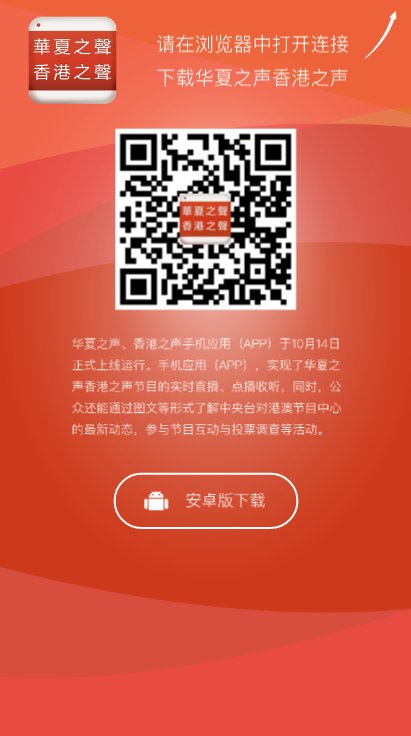 華夏之聲
香港之聲
请在浏览器中打开连接
下载华夏之声香港之声
華夏之聲
香港之聲
华夏之声、香港之声手机应用（APP）于10月14日
正式上线运行。手机应用（APP），实现了华夏之
声香港之声节目的实时直播、点播收听，同时，公
众还能通过图文等形式了解中央台对港澳节目中心
的最新动态，参与节目互动与投票调查等活动。
安卓版下载